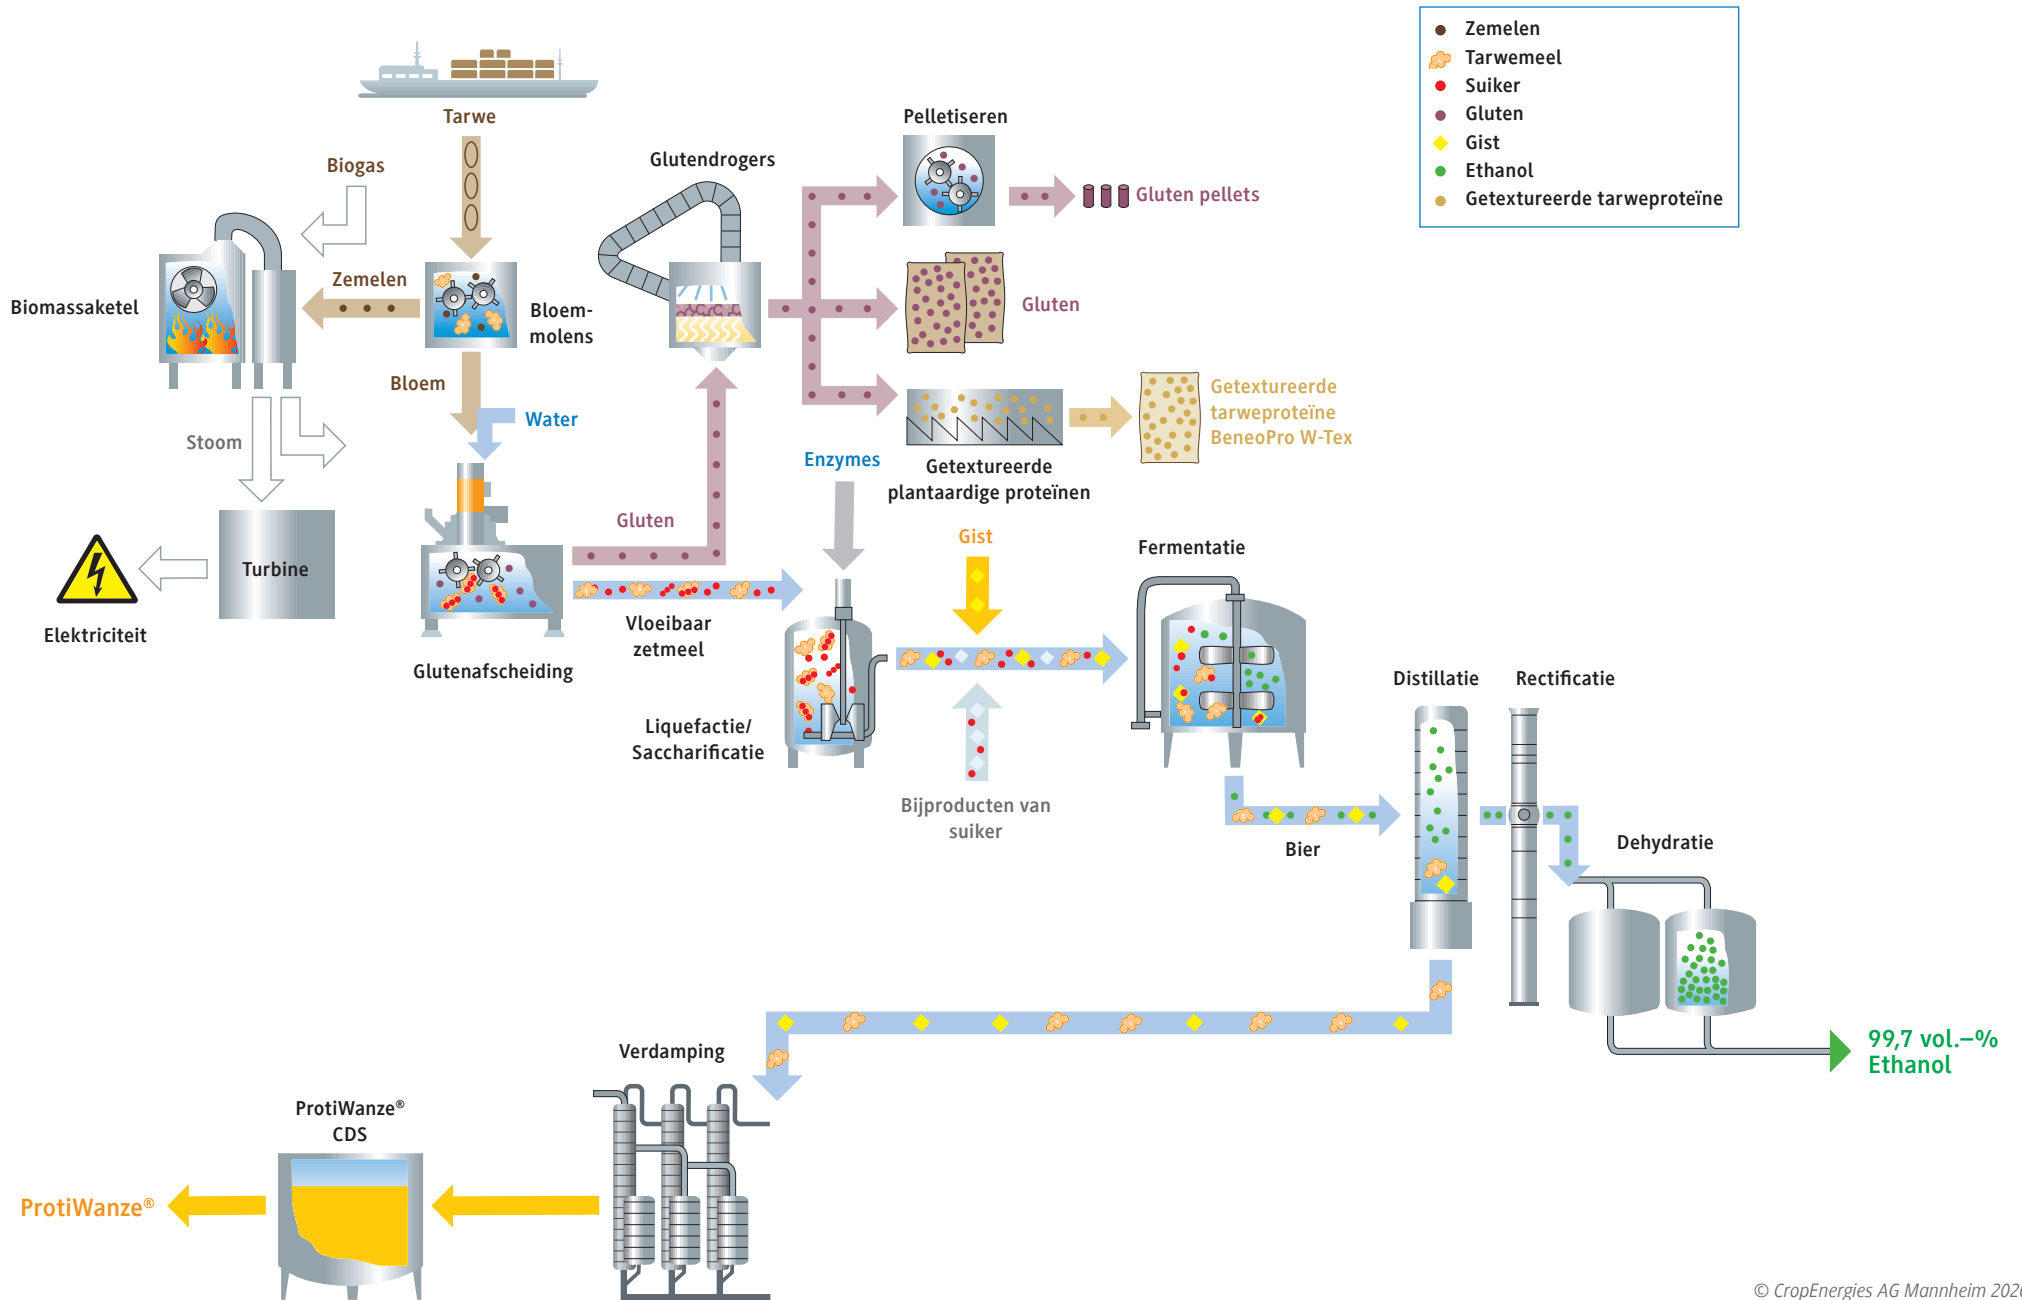 Zemelen
Tarwemeel
Suiker
Gluten
Gist
Ethanol
Getextureerde tarweproteïne
Tarwe
Biogas
Zemelen
Biomassaketel
Bloem-
molens
Bloem
Water
Stoom
Turbine
Elektriciteit
Glutenafscheiding
Glutendrogers
Gluten
Vloeibaar
zetmeel
Pelletiseren
Gluten pellets
Gluten
Getextureerde
tarweproteïne
BeneoPro W-Tex
Getextureerde
plantaardige proteïnen
Enzymes
Gist
Liquefactie/
Saccharificatie
Bijproducten van
suiker
Fermentatie
Bier
Distillatie
Rectificatie
Dehydratie
99,7 vol.–%
Ethanol
Verdamping
ProtiWanze®
CDS
ProtiWanze®
© CropEnergies AG Mannheim 2020